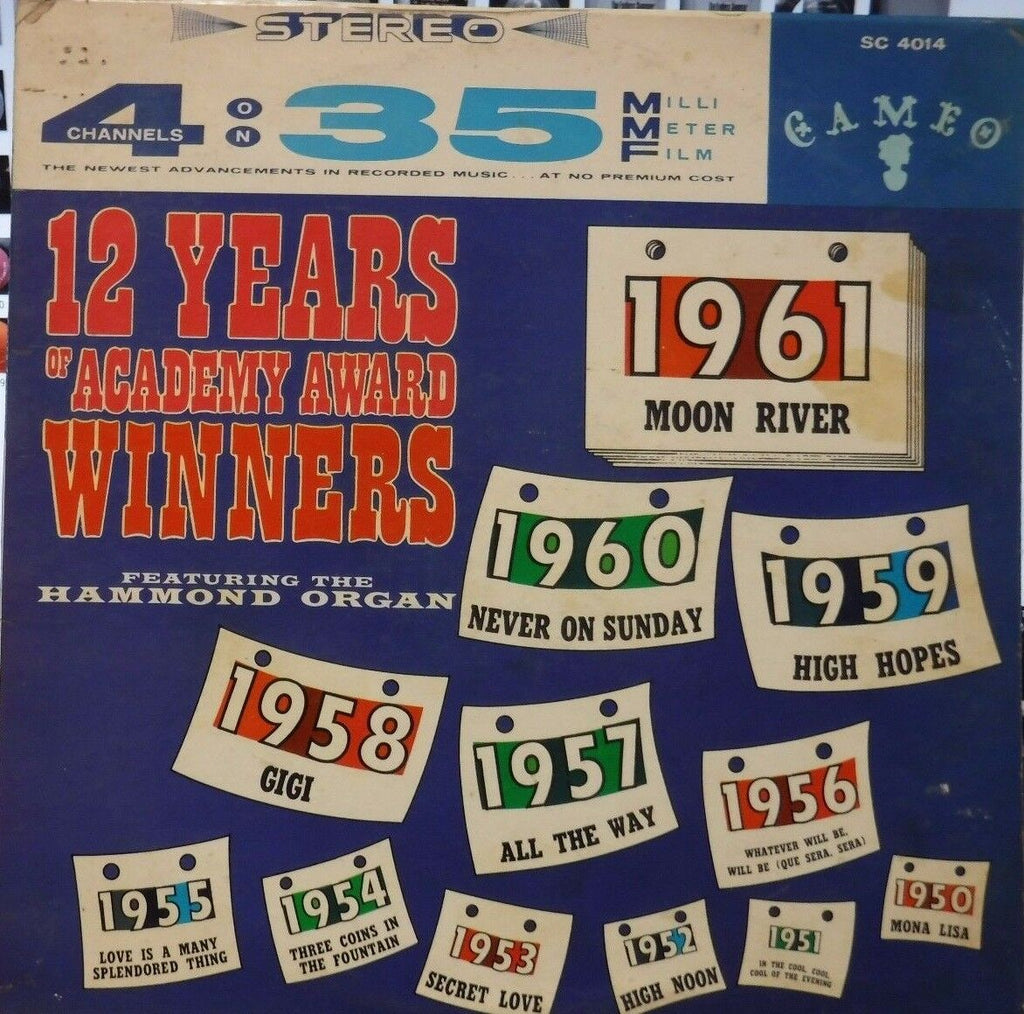 STEREO
SC 4014
4 CHANNELS ON 35 MILLI METER FILM
CAMEO
THE NEWEST ADVANCEMENTS IN RECORDED MUSIC... AT NO PREMIUM COST
12 YEARS
OF ACADEMY AWARD
WINNERS
FEATURING THE
HAMMOND ORGAN
1961
MOON RIVER
1960
NEVER ON SUNDAY
1959
HIGH HOPES
1958
GIGI
1957
ALL THE WAY
1956
WHATEVER WILL BE,
WILL BE (QUE SERA, SERA)
1955
LOVE IS A MANY
SPLENDORED THING
1954
THREE COINS IN
THE FOUNTAIN
1953
SECRET LOVE
1952
HIGH NOON
1951
IN THE COOL, COOL,
COOL OF THE EVENING
1950
MONA LISA